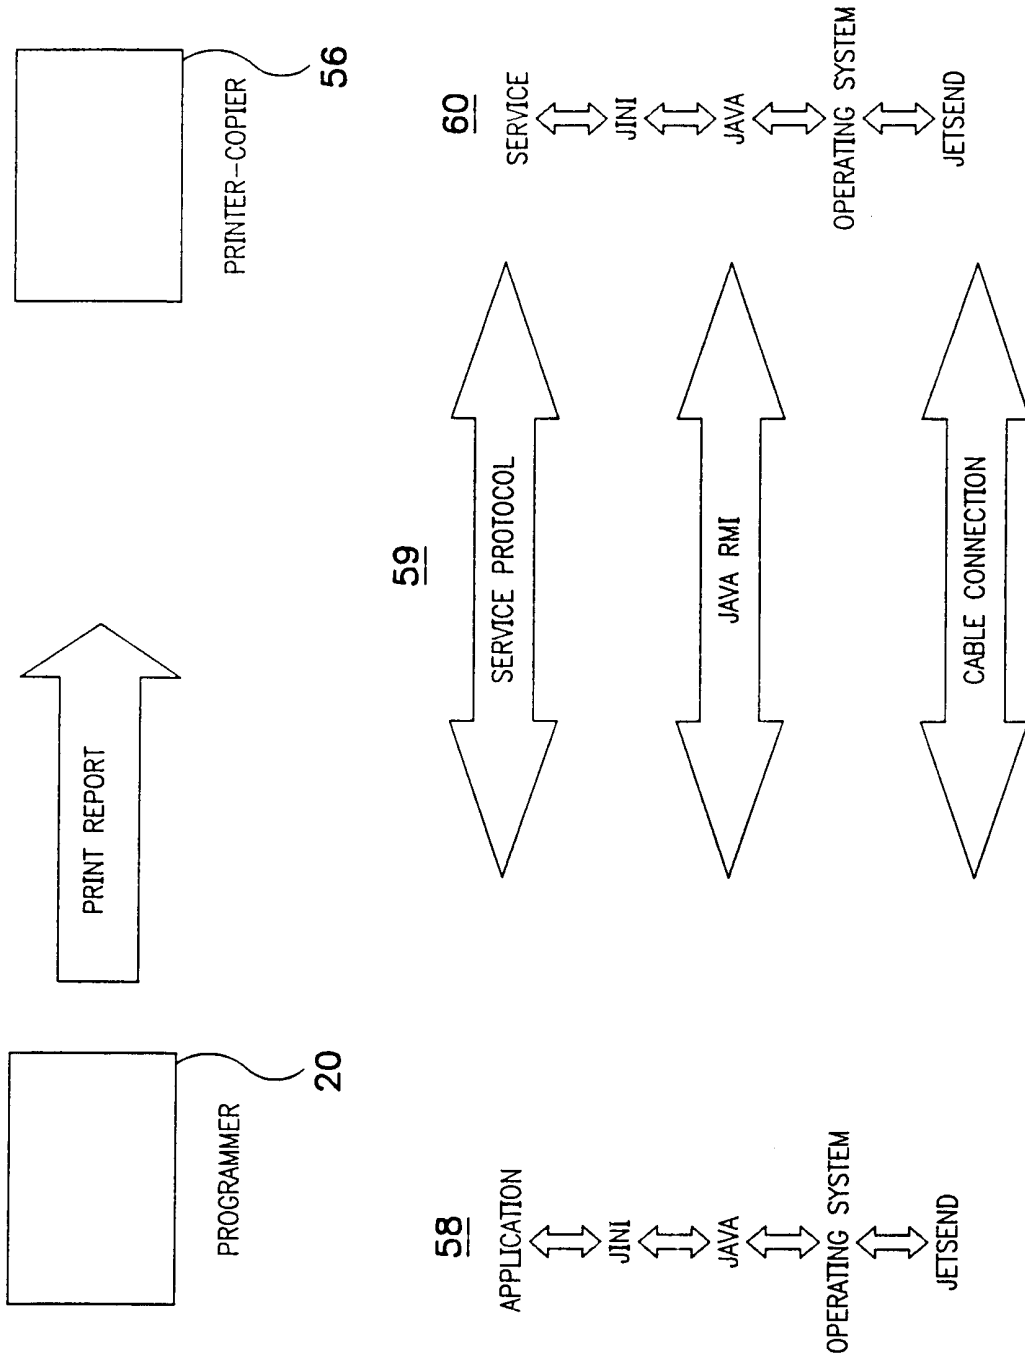 PRINT REPORT
20
PROGRAMMER
56
PRINTER-COPIER
58
APPLICATION
JINI
JAVA
OPERATING SYSTEM
JETSEND
59
SERVICE PROTOCOL
JAVA RMI
CABLE CONNECTION
60
SERVICE
JINI
JAVA
OPERATING SYSTEM
JETSEND